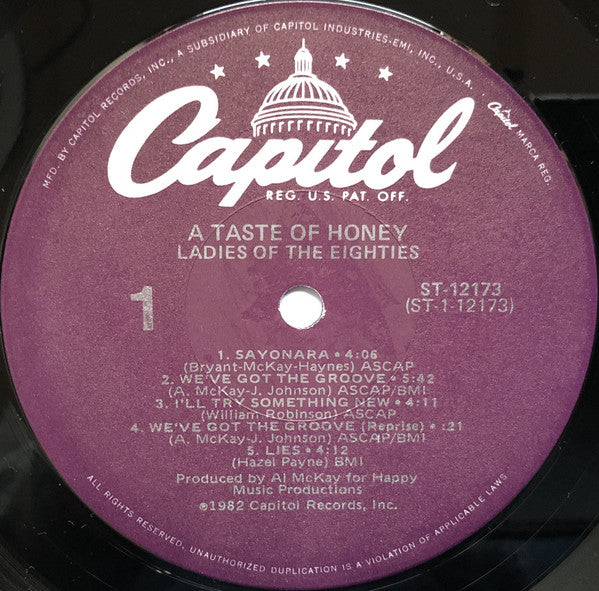 MFD. BY CAPITOL RECORDS, INC., A SUBSIDIARY OF CAPITOL INDUSTRIES-EMI, INC., U.S.A.
Capitol MARCA REG.
Capitol
REG. U.S. PAT. OFF.
A TASTE OF HONEY
LADIES OF THE EIGHTIES
1
ST-12173
(ST-1-12173)
1. SAYONARA • 4:06
(Bryant-McKay-Haynes) ASCAP
2. WE'VE GOT THE GROOVE • 5:42
(A. McKay-J. Johnson) ASCAP/BMI
3. I'LL TRY SOMETHING NEW • 4:11
(William Robinson) ASCAP
4. WE'VE GOT THE GROOVE (Reprise) • :21
(A. McKay-J. Johnson) ASCAP/BMI
5. LIES • 4:12
(Hazel Payne) BMI
Produced by Al McKay for Happy
Music Productions
℗1982 Capitol Records, Inc.
ALL RIGHTS RESERVED. UNAUTHORIZED DUPLICATION IS A VIOLATION OF APPLICABLE LAWS